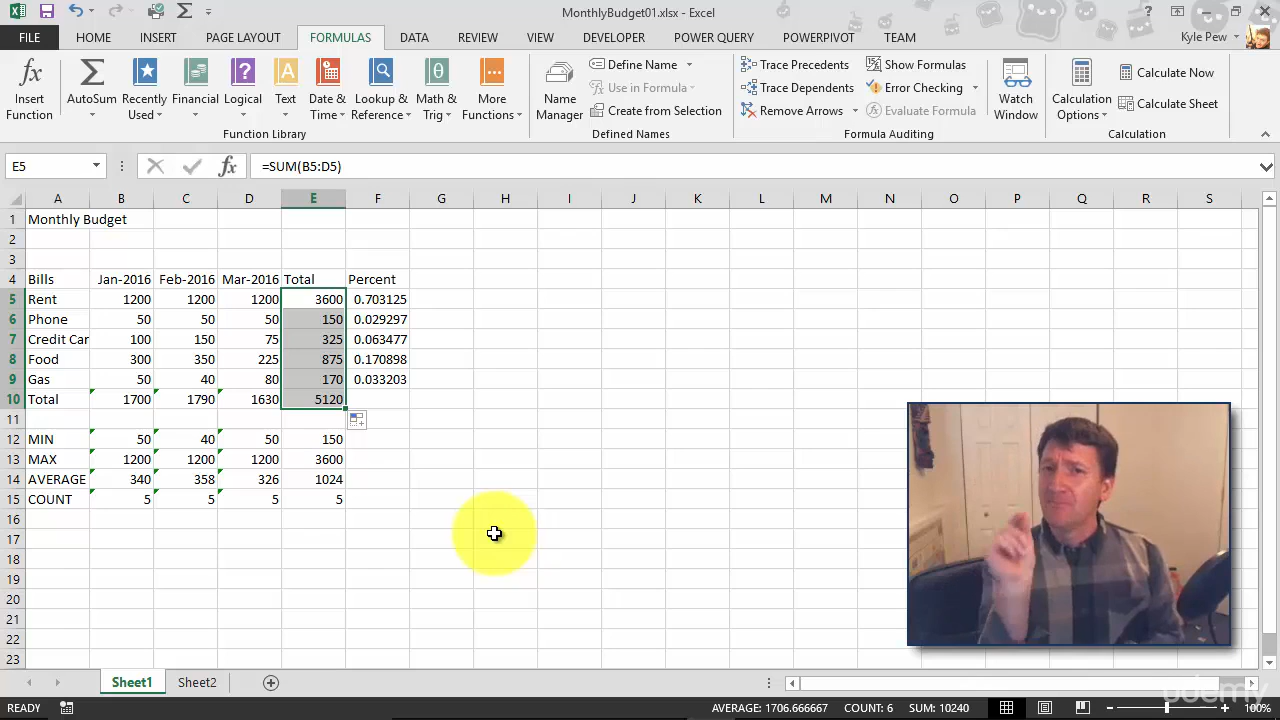 MonthlyBudget01.xlsx - Excel
FILE HOME INSERT PAGE LAYOUT FORMULAS DATA REVIEW VIEW DEVELOPER POWER QUERY POWERPIVOT TEAM Kyle Pew
Insert Function
AutoSum
Recently Used
Financial
Logical
Text
Date & Time
Lookup & Reference
Math & Trig
More Functions
Function Library
Name Manager
Define Name
Use in Formula
Create from Selection
Defined Names
Trace Precedents
Trace Dependents
Remove Arrows
Show Formulas
Error Checking
Evaluate Formula
Formula Auditing
Watch Window
Calculation Options
Calculate Now
Calculate Sheet
Calculation
E5 fx =SUM(B5:D5)
A B C D E F G H I J K L M N O P Q R S
1 Monthly Budget
2
3
4 Bills Jan-2016 Feb-2016 Mar-2016 Total Percent
5 Rent 1200 1200 1200 3600 0.703125
6 Phone 50 50 50 150 0.029297
7 Credit Car 100 150 75 325 0.063477
8 Food 300 350 225 875 0.170898
9 Gas 50 40 80 170 0.033203
10 Total 1700 1790 1630 5120
11
12 MIN 50 40 50 150
13 MAX 1200 1200 1200 3600
14 AVERAGE 340 358 326 1024
15 COUNT 5 5 5 5
16
17
18
19
20
21
22
23
Sheet1 Sheet2
udemy
READY AVERAGE: 1706.666667 COUNT: 6 SUM: 10240 100%